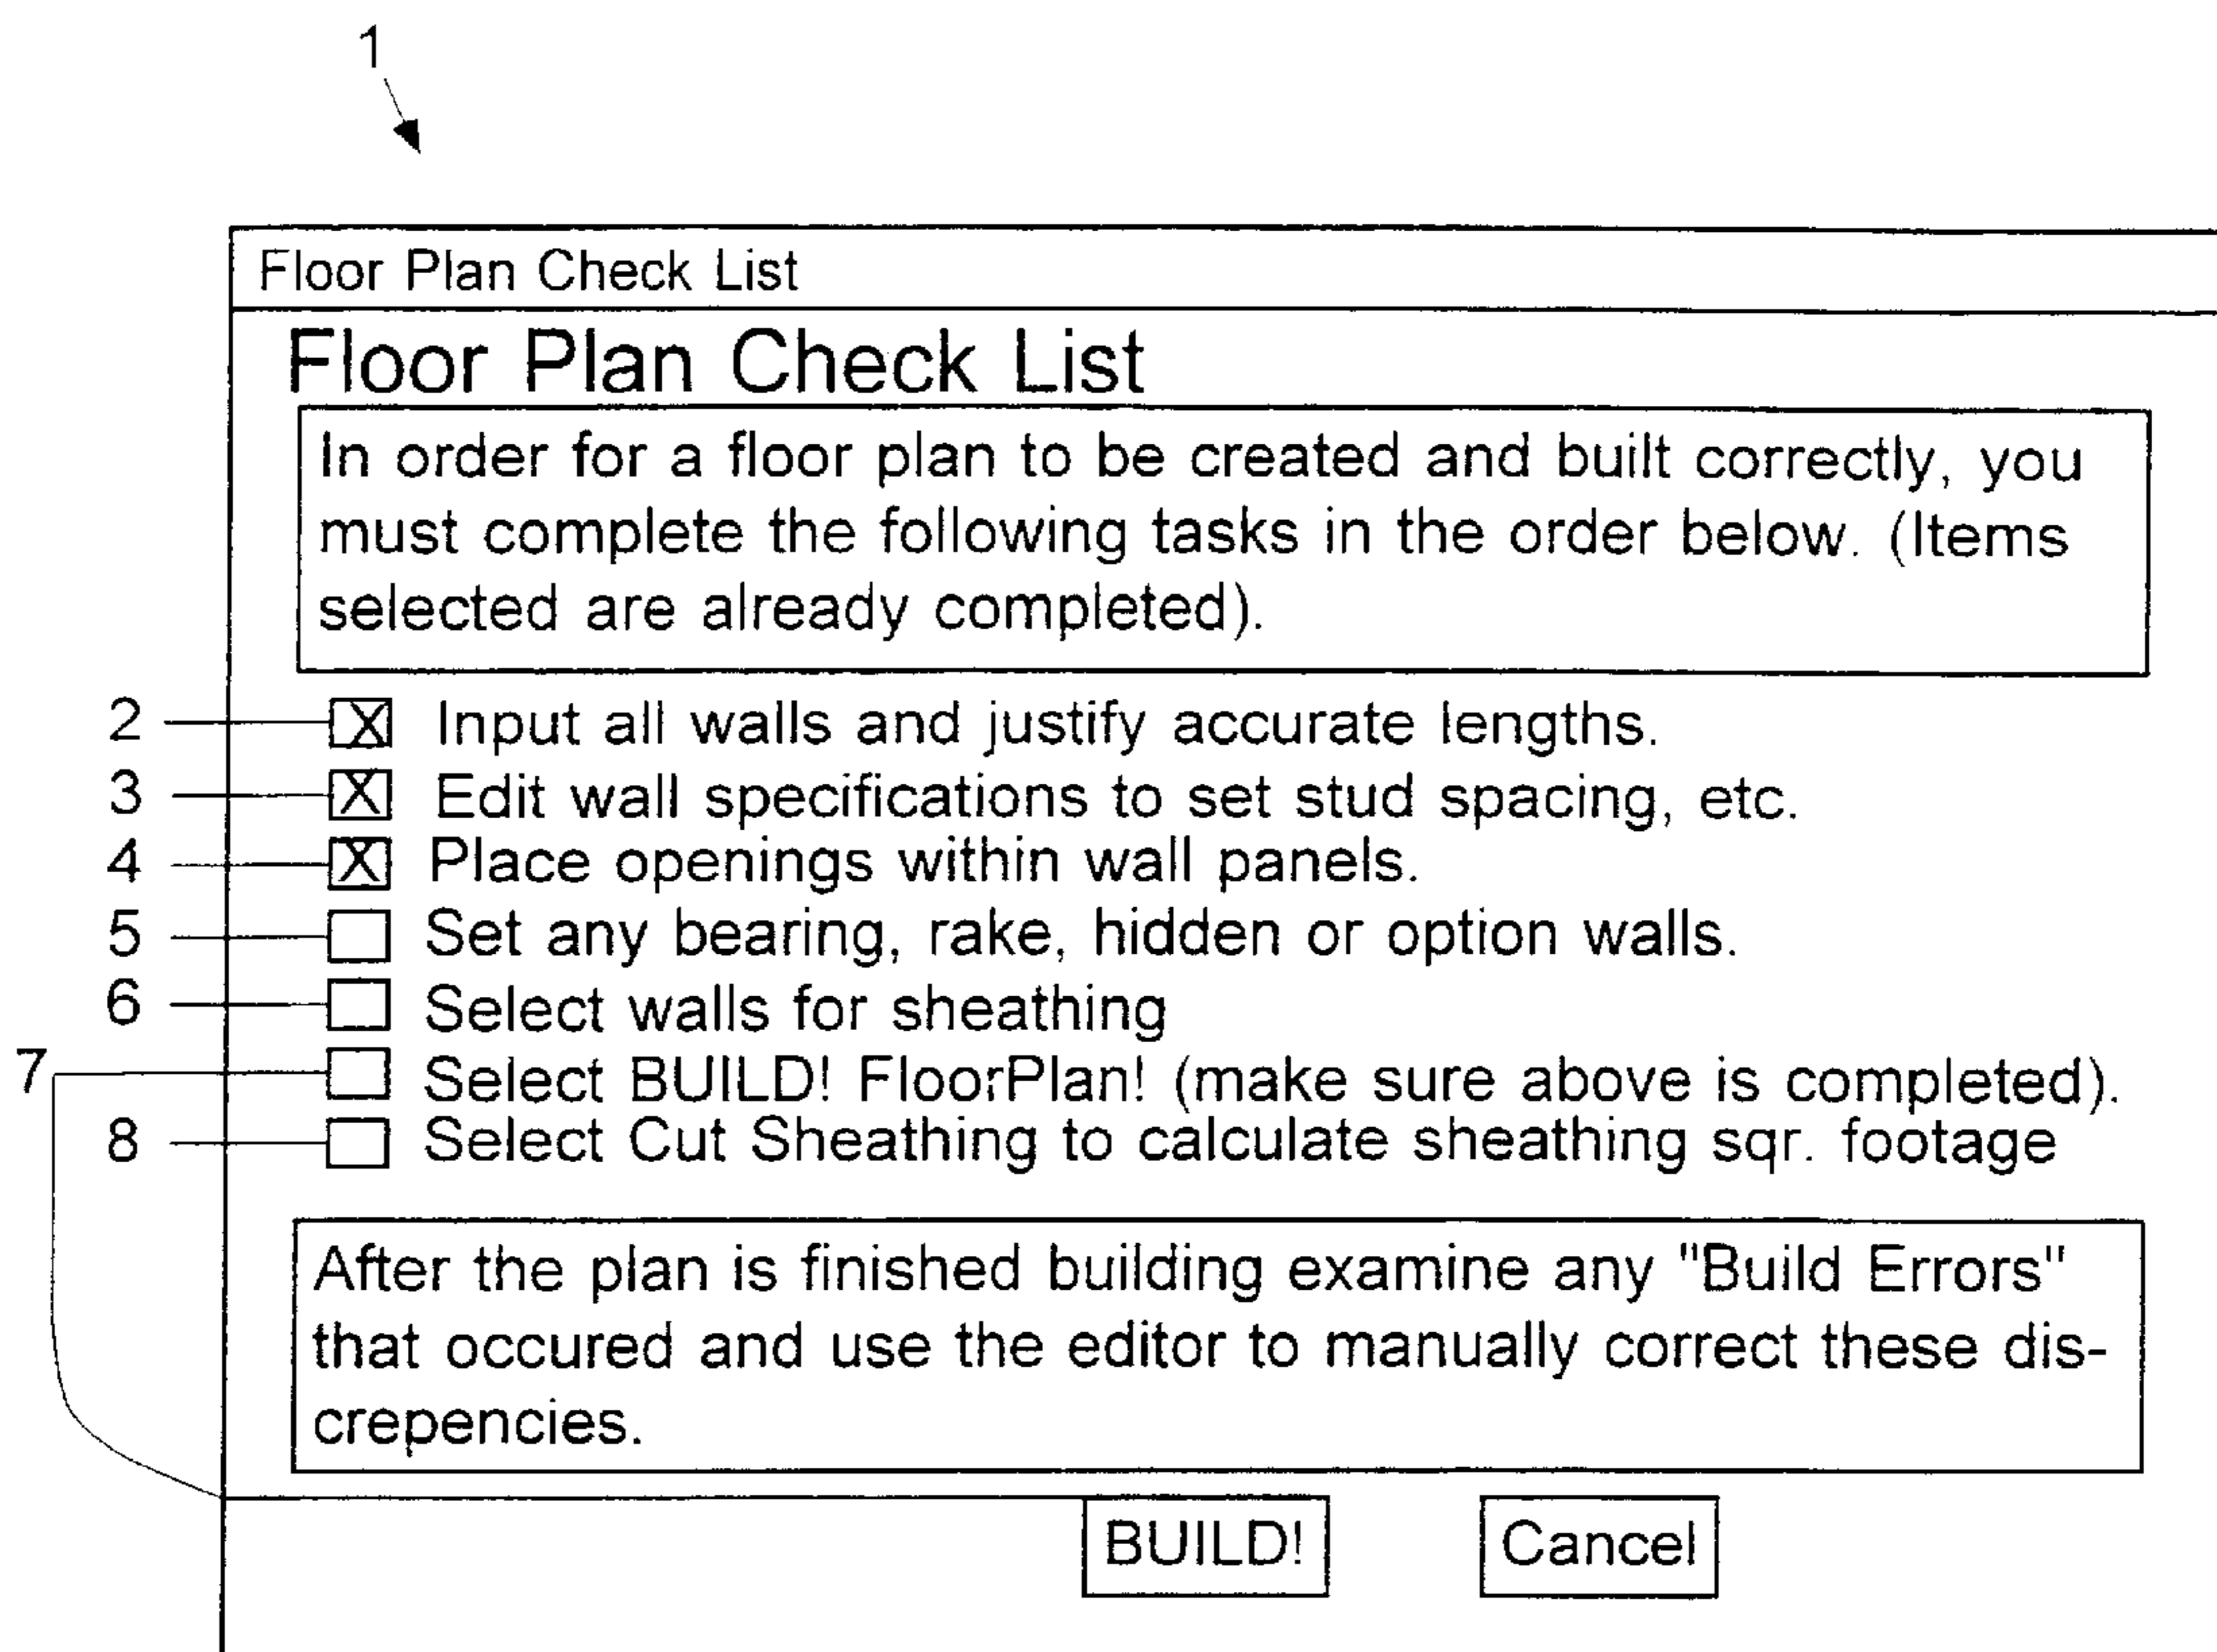 1
Floor Plan Check List
Floor Plan Check List
In order for a floor plan to be created and built correctly, you
must complete the following tasks in the order below. (Items
selected are already completed).
2 X Input all walls and justify accurate lengths.
3 X Edit wall specifications to set stud spacing, etc.
4 X Place openings within wall panels.
5 Set any bearing, rake, hidden or option walls.
6 Select walls for sheathing
7 Select BUILD! FloorPlan! (make sure above is completed).
8 Select Cut Sheathing to calculate sheathing sqr. footage
After the plan is finished building examine any "Build Errors"
that occured and use the editor to manually correct these dis-
crepencies.
BUILD! Cancel